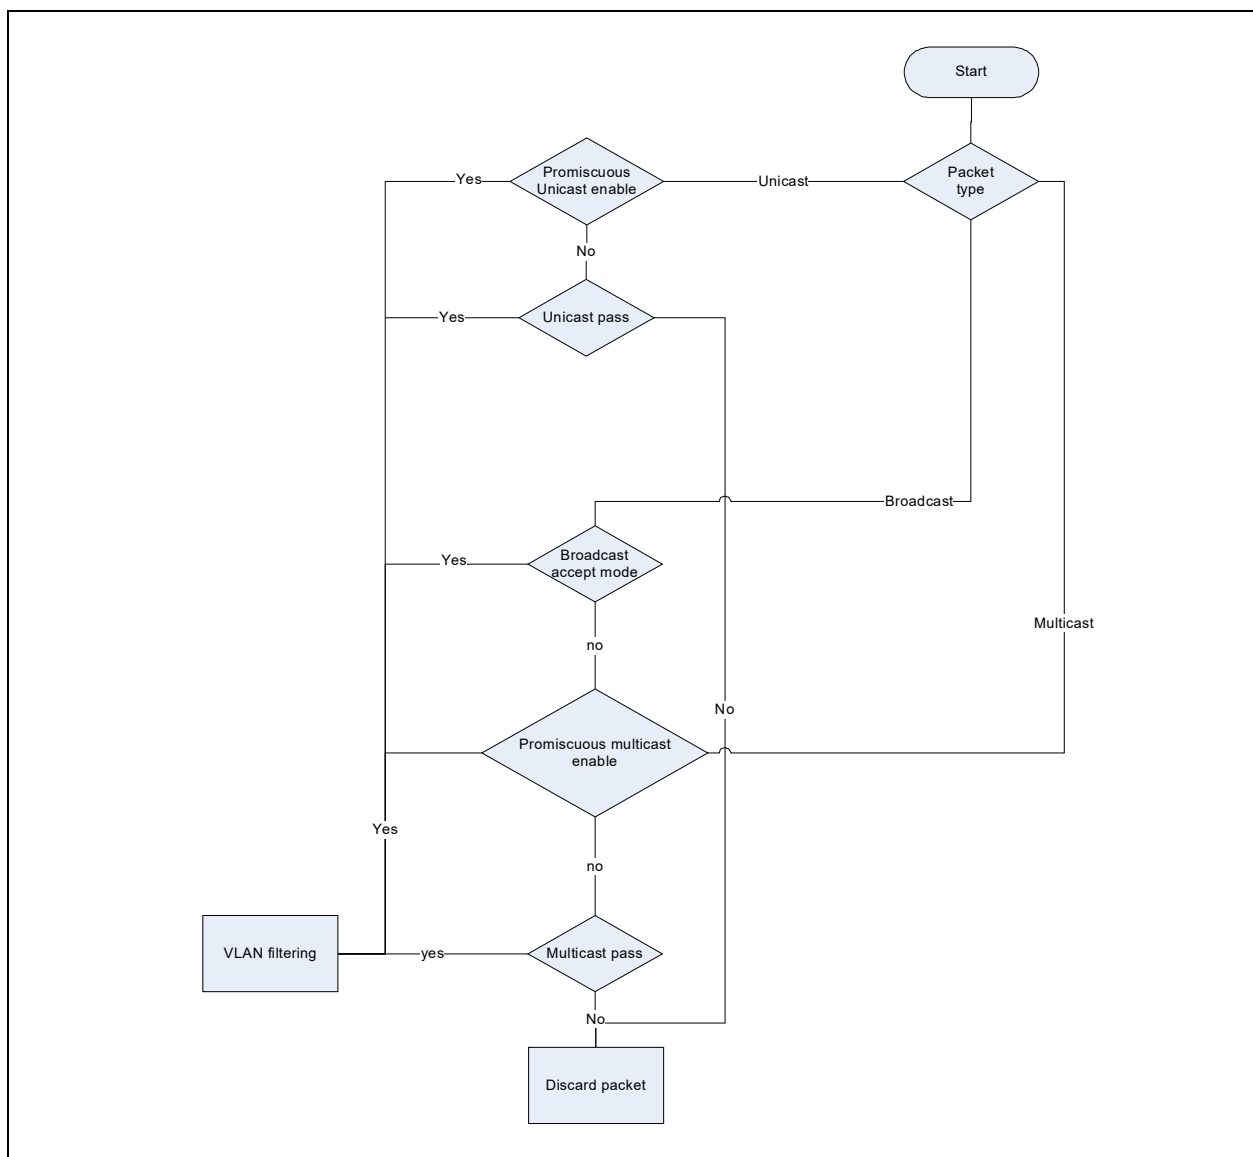 Start
Packet
type
Unicast
Promiscuous
Unicast enable
Yes
No
Unicast pass
Yes
Broadcast
Broadcast
accept mode
Yes
no
Multicast
No
Promiscuous multicast
enable
Yes
no
VLAN filtering
yes
Multicast pass
No
Discard packet